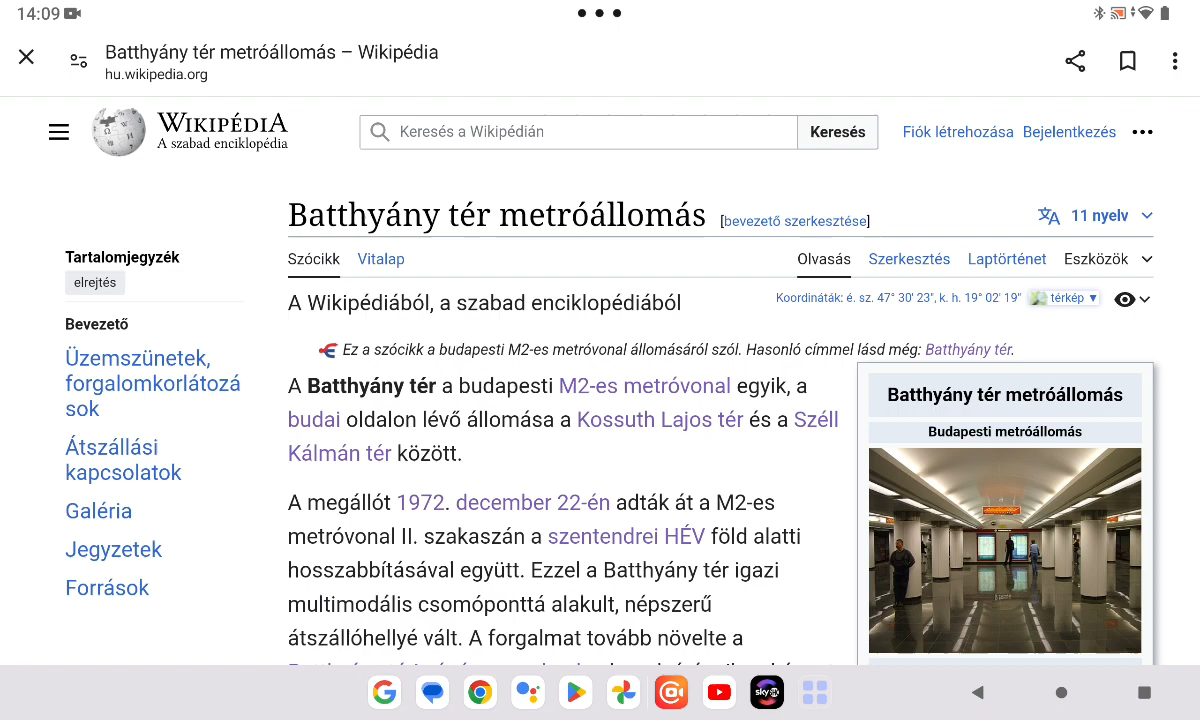 14:09
Batthyány tér metróállomás – Wikipédia
hu.wikipedia.org
WIKIPÉDIA
A szabad enciklopédia
Keresés a Wikipédián
Keresés
Fiók létrehozása
Bejelentkezés
Batthyány tér metróállomás [bevezető szerkesztése]
11 nyelv
Tartalomjegyzék
elrejtés
Bevezető
Üzemszünetek,
forgalomkorlátozá
sok
Átszállási
kapcsolatok
Galéria
Jegyzetek
Források
Szócikk
Vitalap
Olvasás
Szerkesztés
Laptörténet
Eszközök
A Wikipédiából, a szabad enciklopédiából
Koordináták: é. sz. 47° 30′ 23″, k. h. 19° 02′ 19″ térkép ▼
Ez a szócikk a budapesti M2-es metróvonal állomásáról szól. Hasonló címmel lásd még: Batthyány tér.
A Batthyány tér a budapesti M2-es metróvonal egyik, a
budai oldalon lévő állomása a Kossuth Lajos tér és a Széll
Kálmán tér között.
A megállót 1972. december 22-én adták át a M2-es
metróvonal II. szakaszán a szentendrei HÉV föld alatti
hosszabbításával együtt. Ezzel a Batthyány tér igazi
multimodális csomóponttá alakult, népszerű
átszállóhellyé vált. A forgalmat tovább növelte a
Batthyány tér metróállomás
Budapesti metróállomás
sky